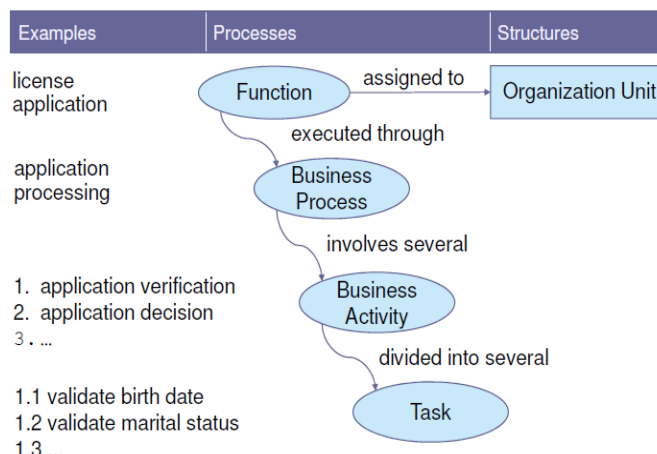 Examples
Processes
Structures
license
application
Function
assigned to
Organization Unit
executed through
application
processing
Business
Process
involves several
1. application verification
2. application decision
3. …
Business
Activity
divided into several
1.1 validate birth date
1.2 validate marital status
1.3 ...
Task